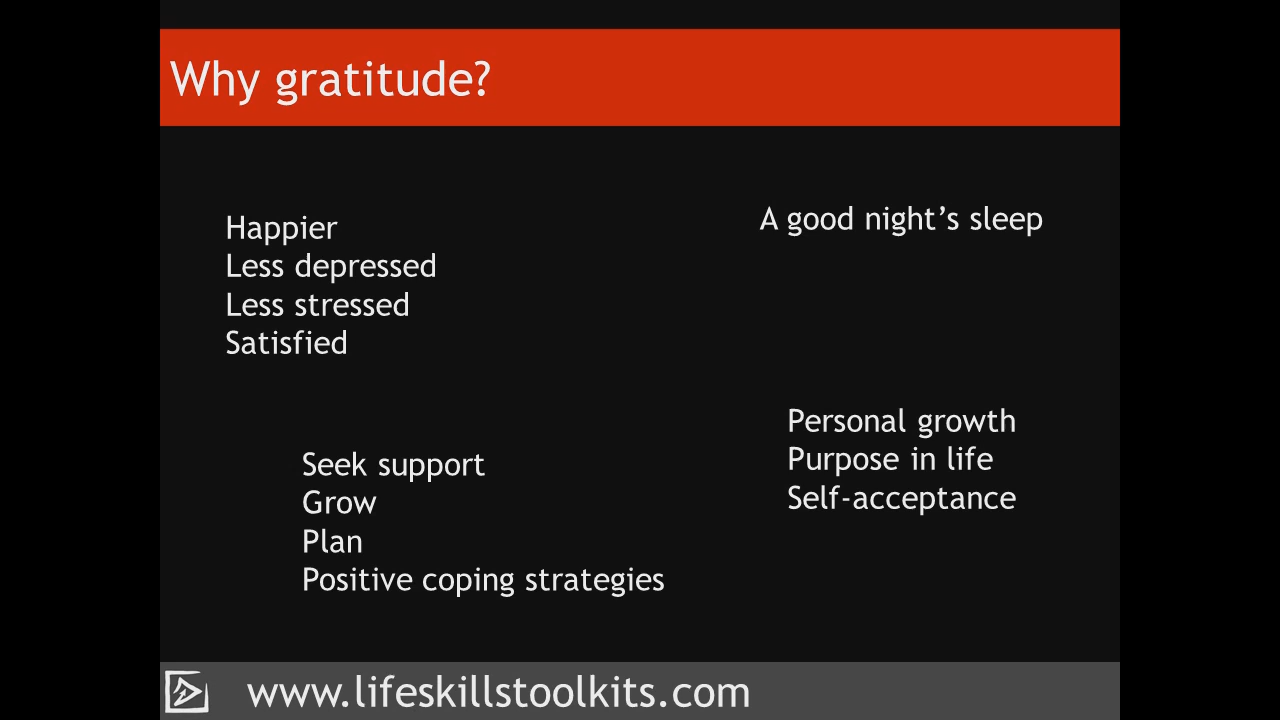 Why gratitude?
Happier
Less depressed
Less stressed
Satisfied
A good night’s sleep
Seek support
Grow
Plan
Positive coping strategies
Personal growth
Purpose in life
Self-acceptance
www.lifeskillstoolkits.com